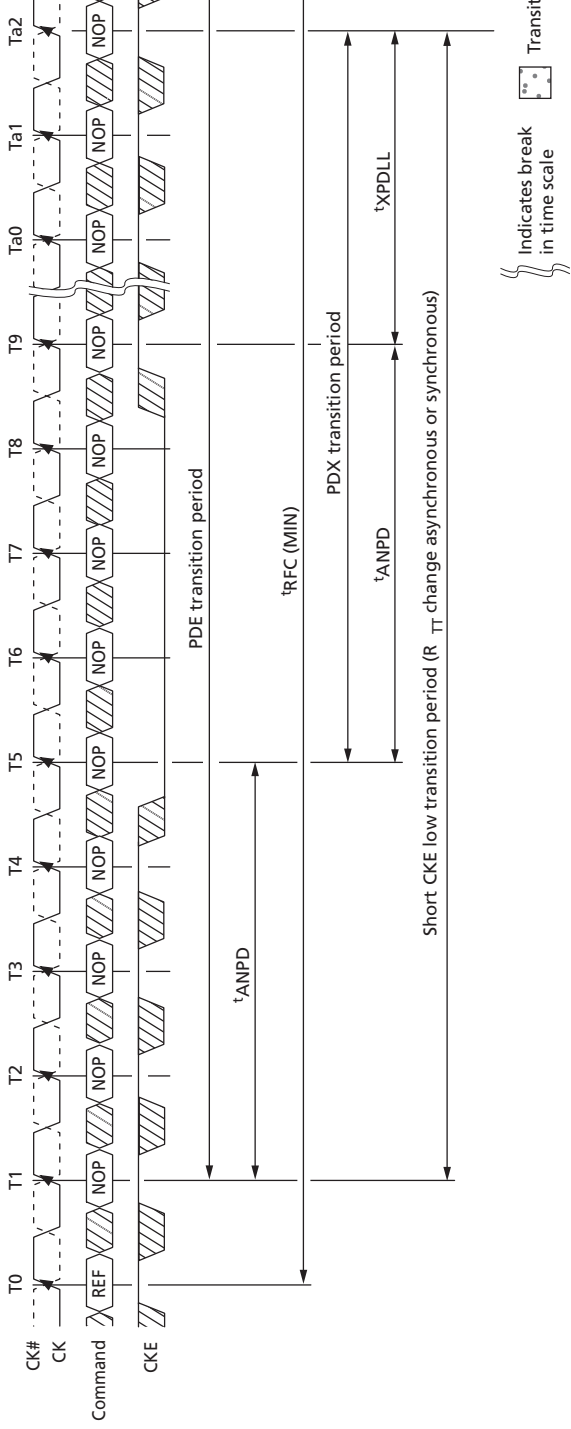 T0 T1 T2 T3 T4 T5 T6 T7 T8 T9 Ta0 Ta1 Ta2
CK#
CK
Command REF NOP NOP NOP NOP NOP NOP NOP NOP NOP NOP NOP NOP
CKE
PDE transition period
tANPD
tRFC (MIN)
PDX transition period
tANPD tXPDLL
Short CKE low transition period (R TT change asynchronous or synchronous)
Indicates break
in time scale
Transit